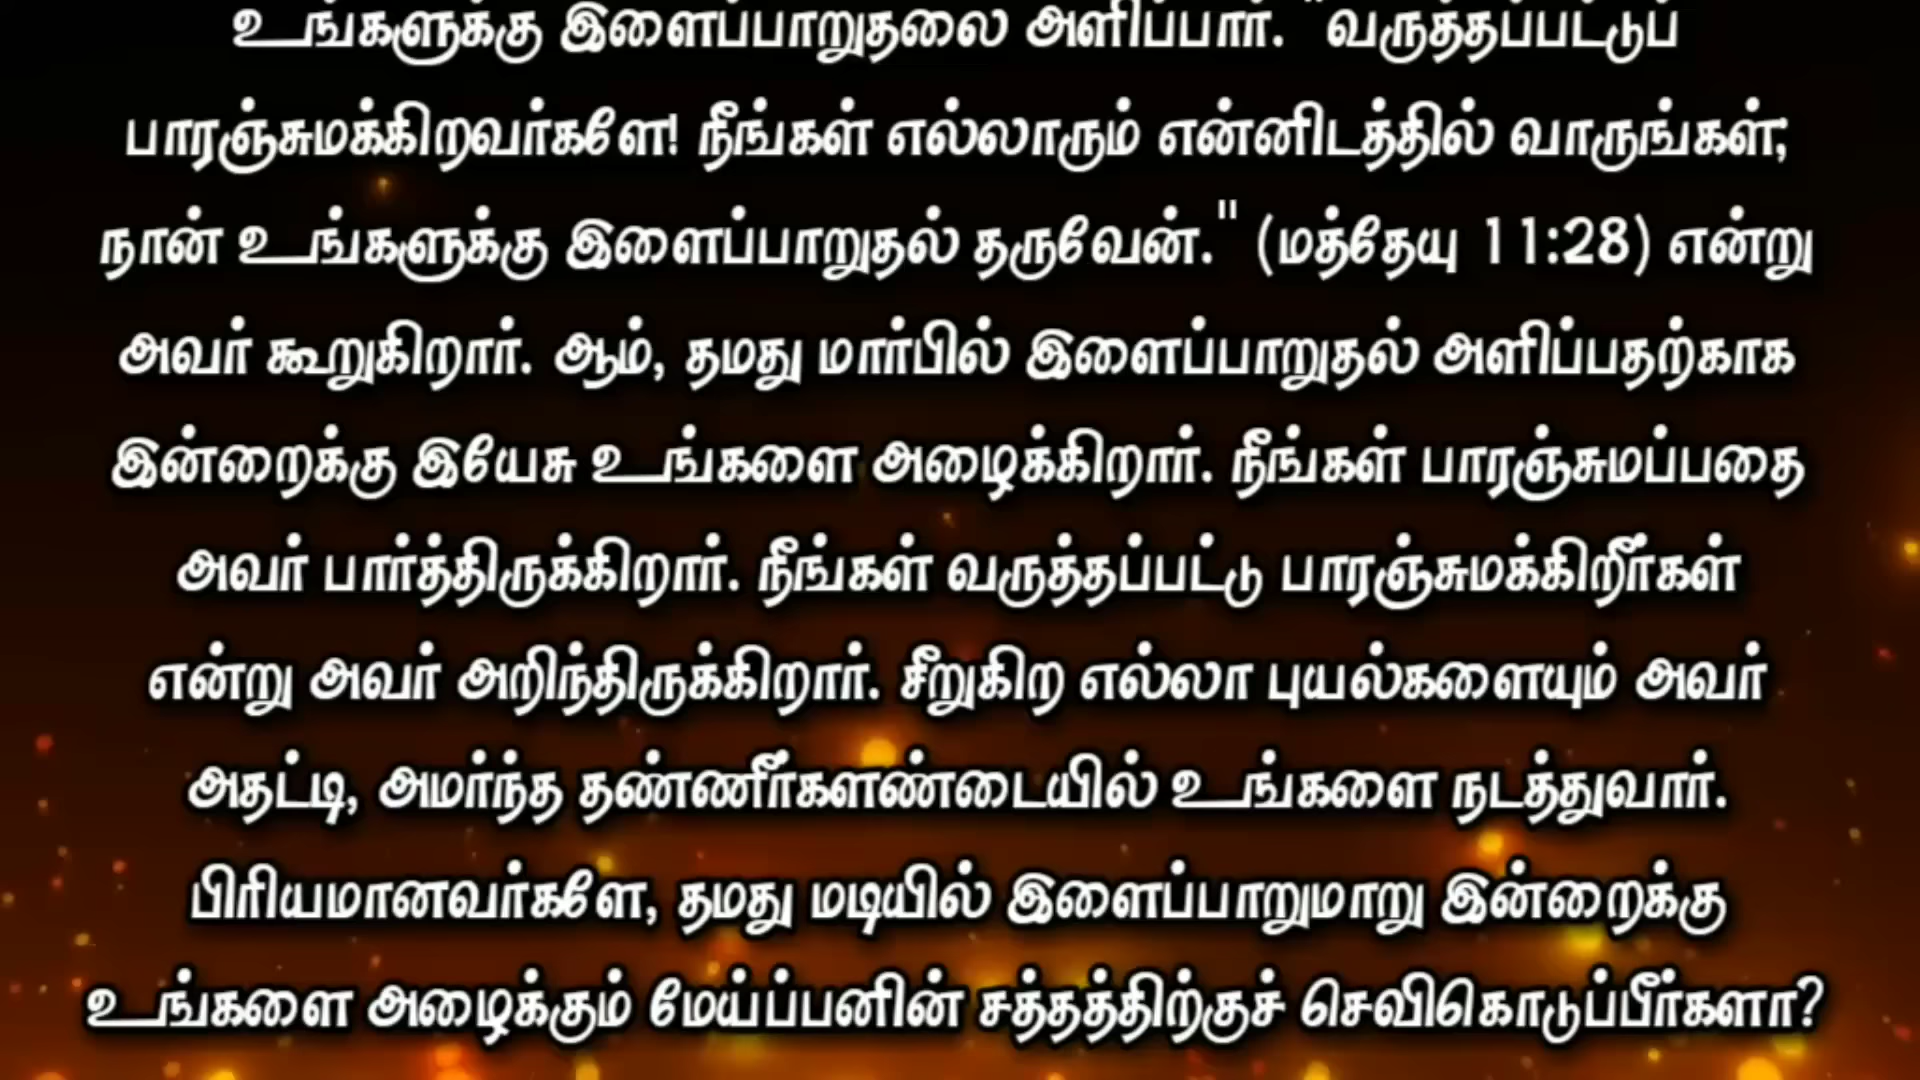 உங்களுக்கு இளைப்பாறுதலை அளிப்பார். "வருத்தப்பட்டுப்
பாரஞ்சுமக்கிறவர்களே! நீங்கள் எல்லாரும் என்னிடத்தில் வாருங்கள்;
நான் உங்களுக்கு இளைப்பாறுதல் தருவேன்." (மத்தேயு 11:28) என்று
அவர் கூறுகிறார். ஆம், தமது மார்பில் இளைப்பாறுதல் அளிப்பதற்காக
இன்றைக்கு இயேசு உங்களை அழைக்கிறார். நீங்கள் பாரஞ்சுமப்பதை
அவர் பார்த்திருக்கிறார். நீங்கள் வருத்தப்பட்டு பாரஞ்சுமக்கிறீர்கள்
என்று அவர் அறிந்திருக்கிறார். சீறுகிற எல்லா புயல்களையும் அவர்
அதட்டி, அமர்ந்த தண்ணீர்களண்டையில் உங்களை நடத்துவார்.
பிரியமானவர்களே, தமது மடியில் இளைப்பாறுமாறு இன்றைக்கு
உங்களை அழைக்கும் மேய்ப்பனின் சத்தத்திற்குச் செவிகொடுப்பீர்களா?